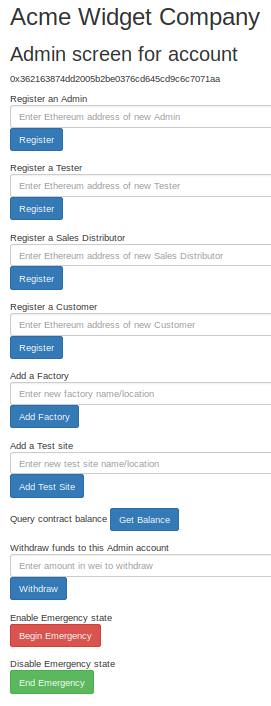 Acme Widget Company
Admin screen for account
0x362163874dd2005b2be0376cd645cd9c6c7071aa
Register an Admin
Enter Ethereum address of new Admin
Register
Register a Tester
Enter Ethereum address of new Tester
Register
Register a Sales Distributor
Enter Ethereum address of new Sales Distributor
Register
Register a Customer
Enter Ethereum address of new Customer
Register
Add a Factory
Enter new factory name/location
Add Factory
Add a Test site
Enter new test site name/location
Add Test Site
Query contract balance Get Balance
Withdraw funds to this Admin account
Enter amount in wei to withdraw
Withdraw
Enable Emergency state
Begin Emergency
Disable Emergency state
End Emergency